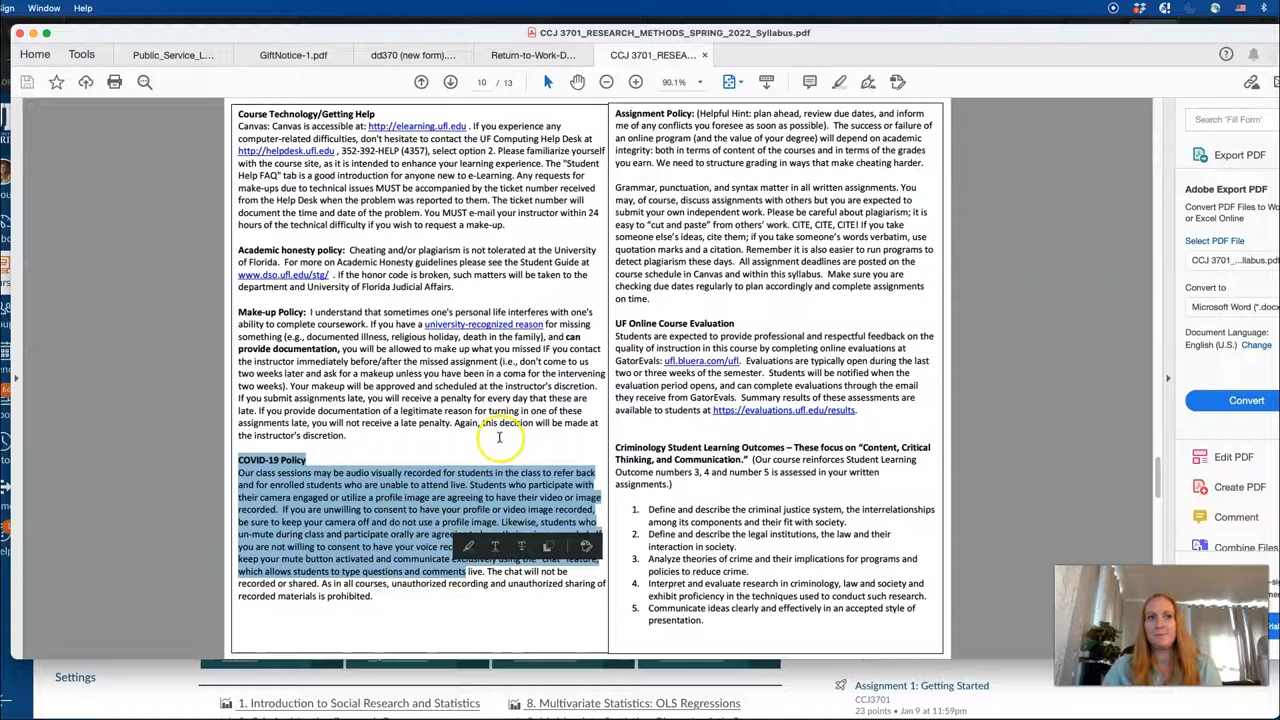 sign
Window
Help
CCJ 3701_RESEARCH_METHODS_SPRING_2022_Syllabus.pdf
Home
Tools
Public_Service_L...
GiftNotice-1.pdf
dd370 (new form)....
Return-to-Work-D...
CCJ 3701_RESEA... ×
10 / 13
90.1%
Course Technology/Getting Help
Canvas: Canvas is accessible at: http://elearning.ufl.edu . If you experience any
computer-related difficulties, don't hesitate to contact the UF Computing Help Desk at
http://helpdesk.ufl.edu , 352-392-HELP (4357), select option 2. Please familiarize yourself
with the course site, as it is intended to enhance your learning experience. The "Student
Help FAQ" tab is a good introduction for anyone new to e-Learning. Any requests for
make-ups due to technical issues MUST be accompanied by the ticket number received
from the Help Desk when the problem was reported to them. The ticket number will
document the time and date of the problem. You MUST e-mail your instructor within 24
hours of the technical difficulty if you wish to request a make-up.
Academic honesty policy: Cheating and/or plagiarism is not tolerated at the University
of Florida. For more on Academic Honesty guidelines please see the Student Guide at
www.dso.ufl.edu/stg/ . If the honor code is broken, such matters will be taken to the
department and University of Florida Judicial Affairs.
Make-up Policy: I understand that sometimes one's personal life interferes with one's
ability to complete coursework. If you have a university-recognized reason for missing
something (e.g., documented illness, religious holiday, death in the family), and can
provide documentation, you will be allowed to make up what you missed IF you contact
the instructor immediately before/after the missed assignment (i.e., don't come to us
two weeks later and ask for a makeup unless you have been in a coma for the intervening
two weeks). Your makeup will be approved and scheduled at the instructor's discretion.
If you submit assignments late, you will receive a penalty for every day that these are
late. If you provide documentation of a legitimate reason for turning in one of these
assignments late, you will not receive a late penalty. Again, this decision will be made at
the instructor's discretion.
COVID-19 Policy
Our class sessions may be audio visually recorded for students in the class to refer back
and for enrolled students who are unable to attend live. Students who participate with
their camera engaged or utilize a profile image are agreeing to have their video or image
recorded. If you are unwilling to consent to have your profile or video image recorded,
be sure to keep your camera off and do not use a profile image. Likewise, students who
un-mute during class and participate orally are
you are not willing to consent to have your voice
keep your mute button activated and communicate exclusively using the "chat" feature,
which allows students to type questions and comments live. The chat will not be
recorded or shared. As in all courses, unauthorized recording and unauthorized sharing of
recorded materials is prohibited.
Assignment Policy: (Helpful Hint: plan ahead, review due dates, and inform
me of any conflicts you foresee as soon as possible). The success or failure of
an online program (and the value of your degree) will depend on academic
integrity: both in terms of content of the courses and in terms of the grades
you earn. We need to structure grading in ways that make cheating harder.
Grammar, punctuation, and syntax matter in all written assignments. You
may, of course, discuss assignments with others but you are expected to
submit your own independent work. Please be careful about plagiarism; it is
easy to “cut and paste” from others’ work. CITE, CITE, CITE! If you take
someone else’s ideas, cite them; if you take someone’s words verbatim, use
quotation marks and a citation. Remember it is also easier to run programs to
detect plagiarism these days. All assignment deadlines are posted on the
course schedule in Canvas and within this syllabus. Make sure you are
checking due dates regularly to plan accordingly and complete assignments
on time.
UF Online Course Evaluation
Students are expected to provide professional and respectful feedback on the
quality of instruction in this course by completing online evaluations at
GatorEvals: ufl.bluera.com/ufl. Evaluations are typically open during the last
two or three weeks of the semester. Students will be notified when the
evaluation period opens, and can complete evaluations through the email
they receive from GatorEvals. Summary results of these assessments are
available to students at https://evaluations.ufl.edu/results.
Criminology Student Learning Outcomes – These focus on “Content, Critical
Thinking, and Communication.” (Our course reinforces Student Learning
Outcome numbers 3, 4 and number 5 is assessed in your written
assignments.)
1. Define and describe the criminal justice system, the interrelationships
among its components and their fit with society.
2. Define and describe the legal institutions, the law and their
interaction in society.
3. Analyze theories of crime and their implications for programs and
policies to reduce crime.
4. Interpret and evaluate research in criminology, law and society and
exhibit proficiency in the techniques used to conduct such research.
5. Communicate ideas clearly and effectively in an accepted style of
presentation.
Search 'Fill Form'
Export PDF
Adobe Export PDF
Convert PDF Files to Word
or Excel Online
Select PDF File
CCJ 3701_...llabus.pdf
Convert to
Microsoft Word (*.docx
Document Language:
English (U.S.) Change
Convert
Edit PDF
Create PDF
Comment
Combine Files
Settings
1. Introduction to Social Research and Statistics
8. Multivariate Statistics: OLS Regressions
Assignment 1: Getting Started
CCJ3701
23 points • Jan 9 at 11:59pm